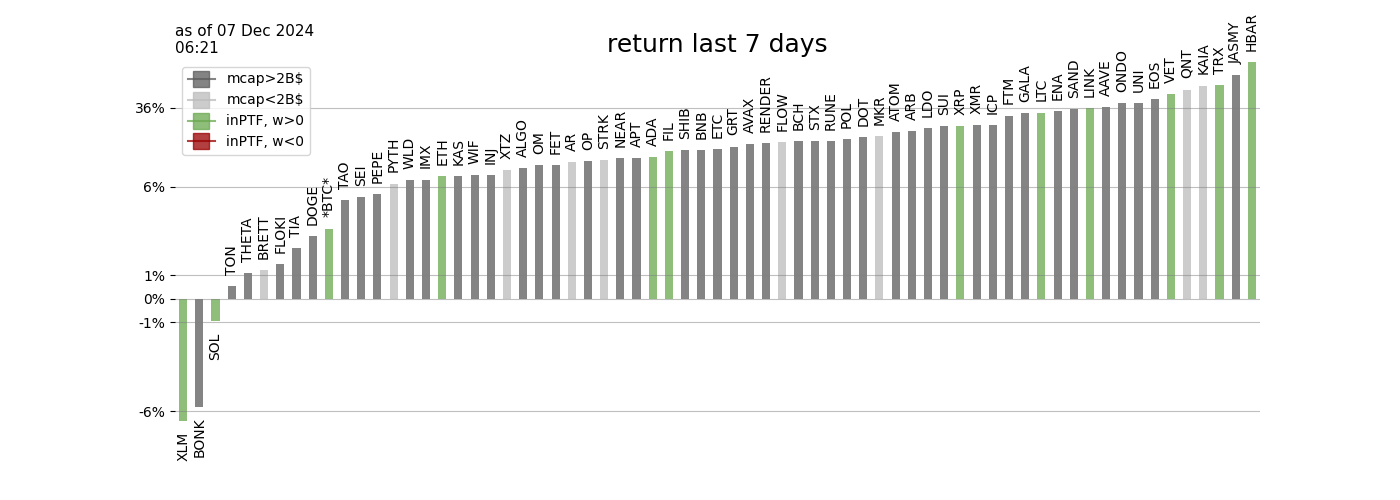 as of 07 Dec 2024
06:21
return last 7 days
mcap>2B$
mcap<2B$
inPTF, w>0
inPTF, w<0
36%
6%
1%
0%
-1%
-6%
XLM
BONK
SOL
TON
THETA
BRETT
FLOKI
TIA
DOGE
*BTC*
TAO
SEI
PEPE
PYTH
WLD
IMX
ETH
KAS
WIF
INJ
XTZ
ALGO
OM
FET
AR
OP
STRK
NEAR
APT
ADA
FIL
SHIB
BNB
ETC
GRT
AVAX
RENDER
FLOW
BCH
STX
RUNE
POL
DOT
MKR
ATOM
ARB
LDO
SUI
XRP
XMR
ICP
FTM
GALA
LTC
ENA
SAND
LINK
AAVE
ONDO
UNI
EOS
VET
QNT
KAIA
TRX
JASMY
HBAR